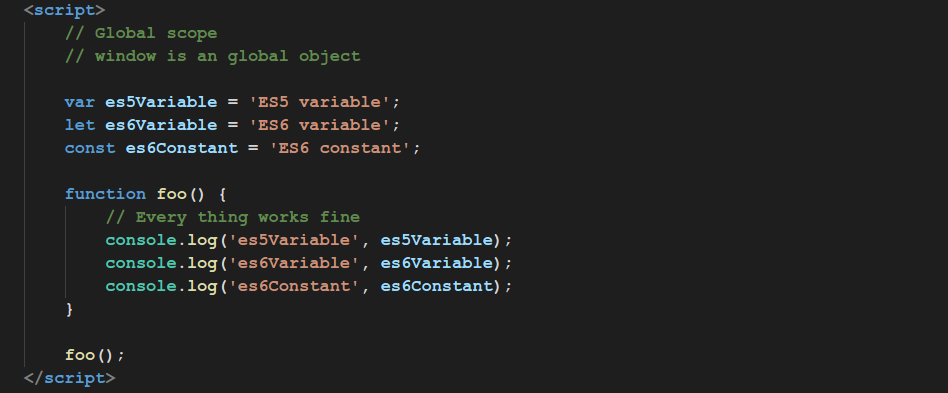 <script>
// Global scope
// window is an global object
var es5Variable = 'ES5 variable';
let es6Variable = 'ES6 variable';
const es6Constant = 'ES6 constant';
function foo() {
// Every thing works fine
console.log('es5Variable', es5Variable);
console.log('es6Variable', es6Variable);
console.log('es6Constant', es6Constant);
}
foo();
</script>